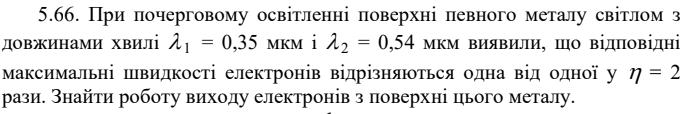 5.66. При почерговому освітленні поверхні певного металу світлом з
довжинами хвилі λ₁ = 0,35 мкм і λ₂ = 0,54 мкм виявили, що відповідні
максимальні швидкості електронів відрізняються одна від одної у η = 2
рази. Знайти роботу виходу електронів з поверхні цього металу.